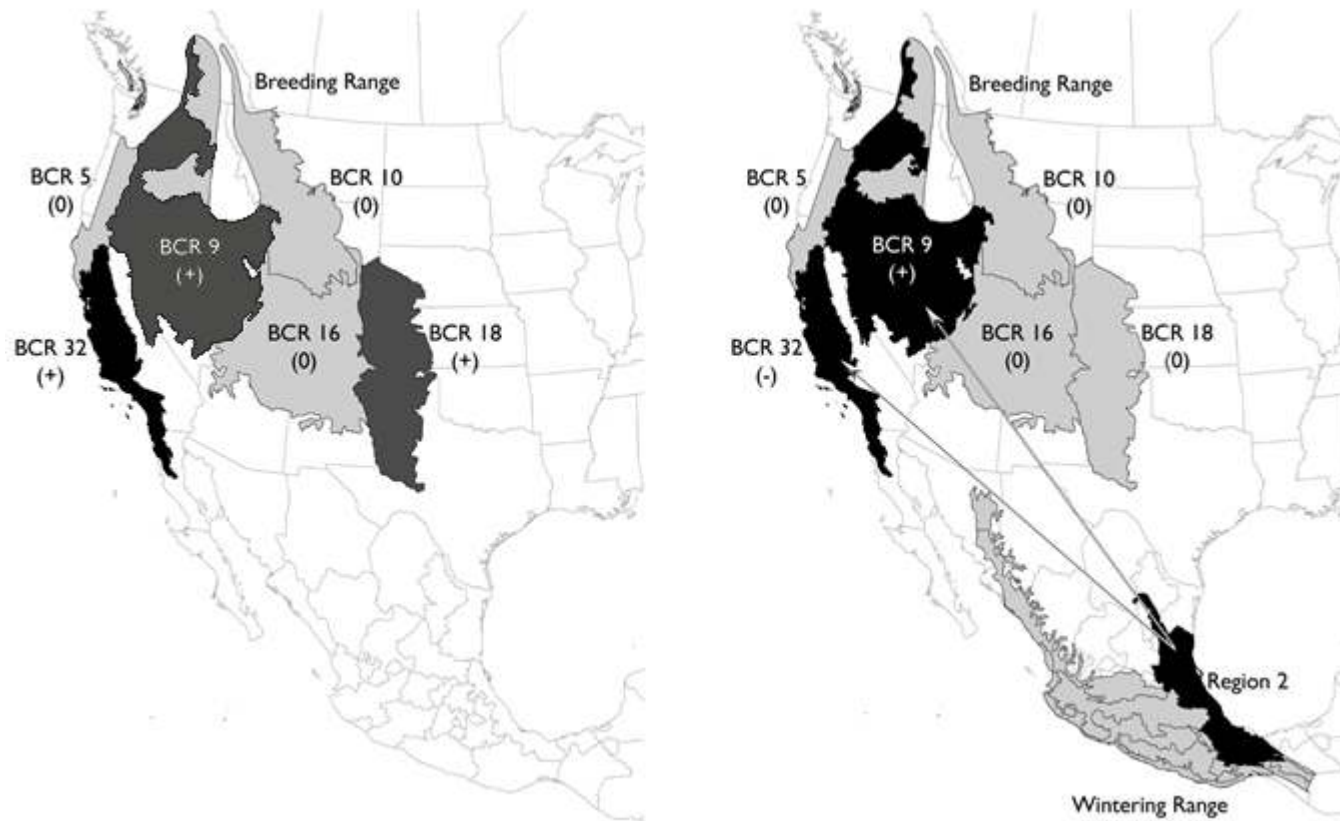 Breeding Range
BCR 5
(0)
BCR 10
(0)
BCR 9
(+)
BCR 32
(+)
BCR 16
(0)
BCR 18
(+)
Breeding Range
BCR 5
(0)
BCR 10
(0)
BCR 9
(+)
BCR 32
(-)
BCR 16
(0)
BCR 18
(0)
Region 2
Wintering Range